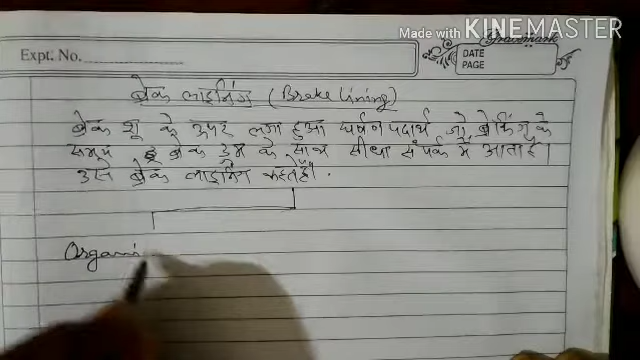 Made with KINEMASTER
Grassmark
Expt. No.
DATE
PAGE
ब्रेक लाइनिंग (Brake lining)
ब्रेक शू के ऊपर लगा हुआ घर्षण पदार्थ जो ब्रेकिंग के
समय ब्रेक ड्रम के साथ सीधा संपर्क में आता है।
उसे ब्रेक लाइनिंग कहते हैं।
Organi